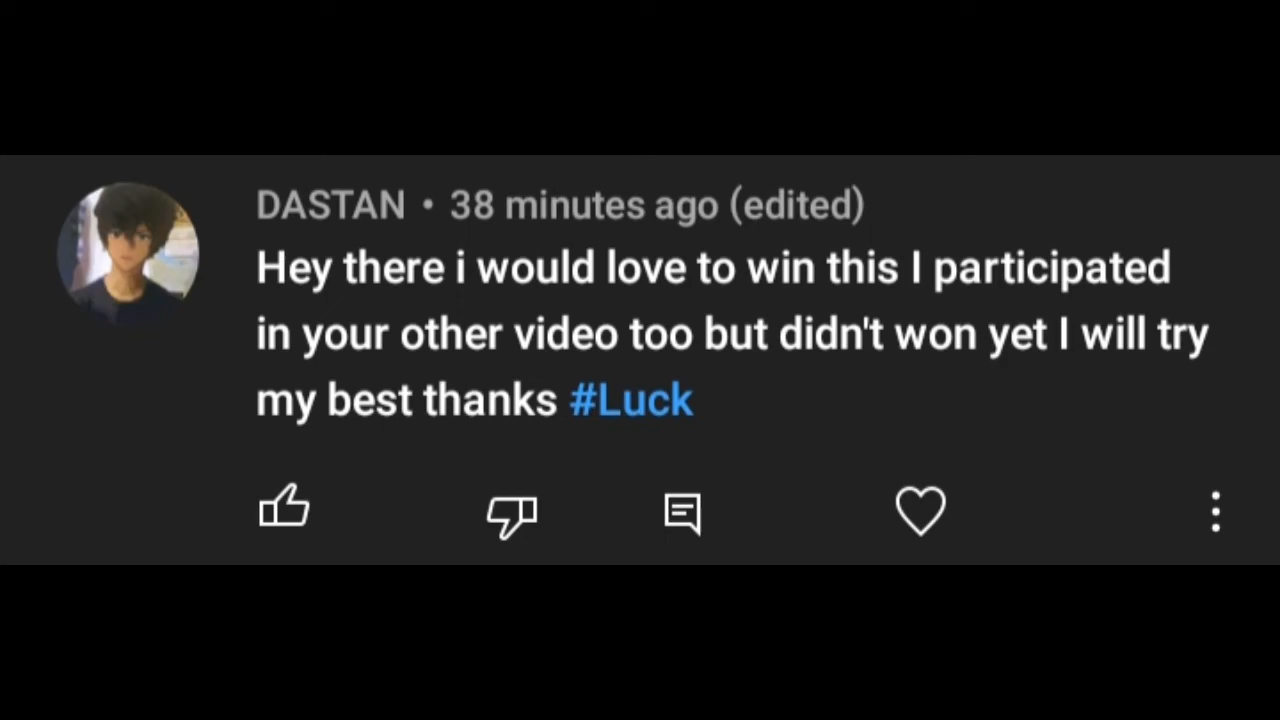 DASTAN • 38 minutes ago (edited)
Hey there i would love to win this I participated
in your other video too but didn't won yet I will try
my best thanks #Luck